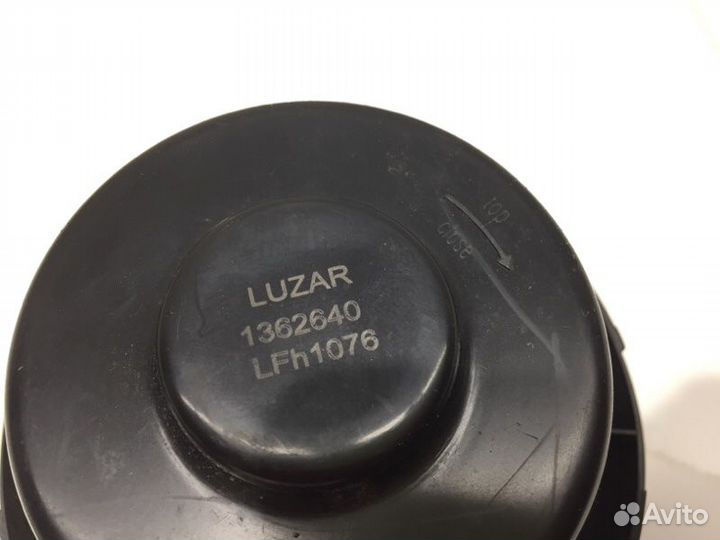 LUZAR
1362640
LFh1076
top
close
Avito